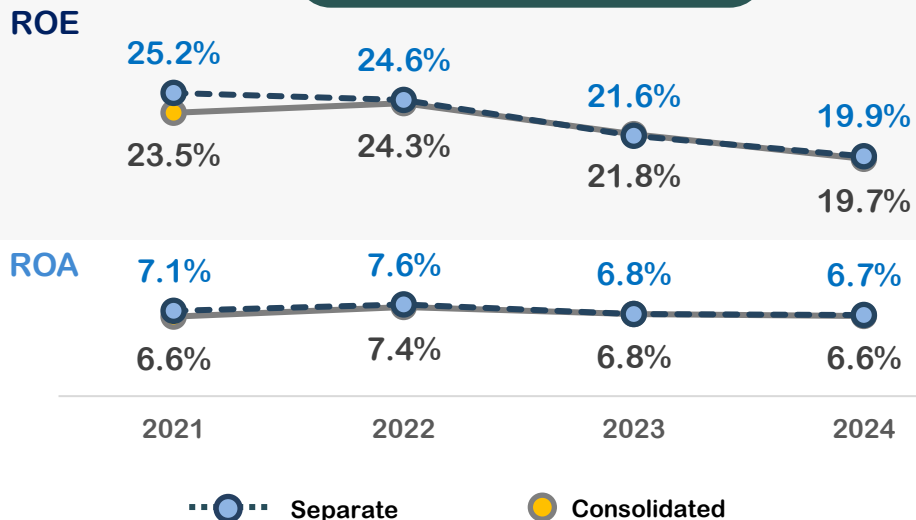 ROE
25.2% 24.6% 21.6% 19.9%
23.5% 24.3% 21.8% 19.7%
ROA
7.1% 7.6% 6.8% 6.7%
6.6% 7.4% 6.8% 6.6%
2021 2022 2023 2024
Separate Consolidated